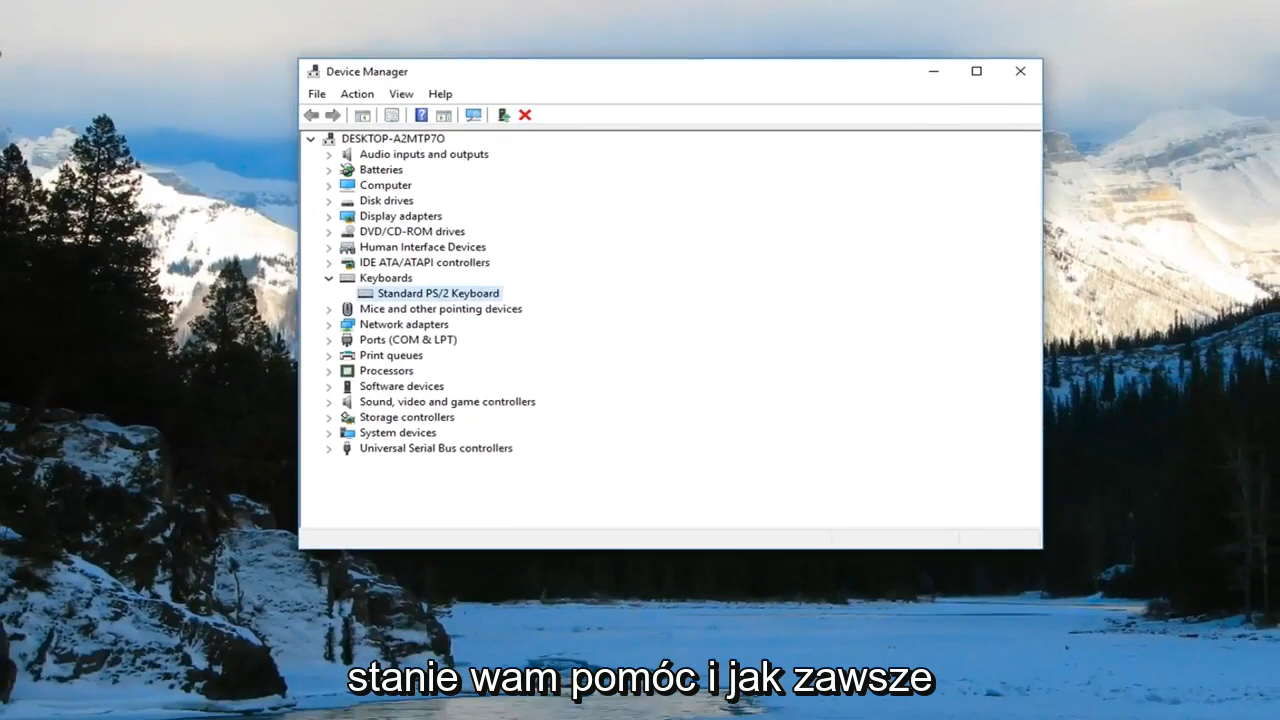 Device Manager
File Action View Help
DESKTOP-A2MTP7O
Audio inputs and outputs
Batteries
Computer
Disk drives
Display adapters
DVD/CD-ROM drives
Human Interface Devices
IDE ATA/ATAPI controllers
Keyboards
Standard PS/2 Keyboard
Mice and other pointing devices
Network adapters
Ports (COM & LPT)
Print queues
Processors
Software devices
Sound, video and game controllers
Storage controllers
System devices
Universal Serial Bus controllers
stanie wam pomóc i jak zawsze